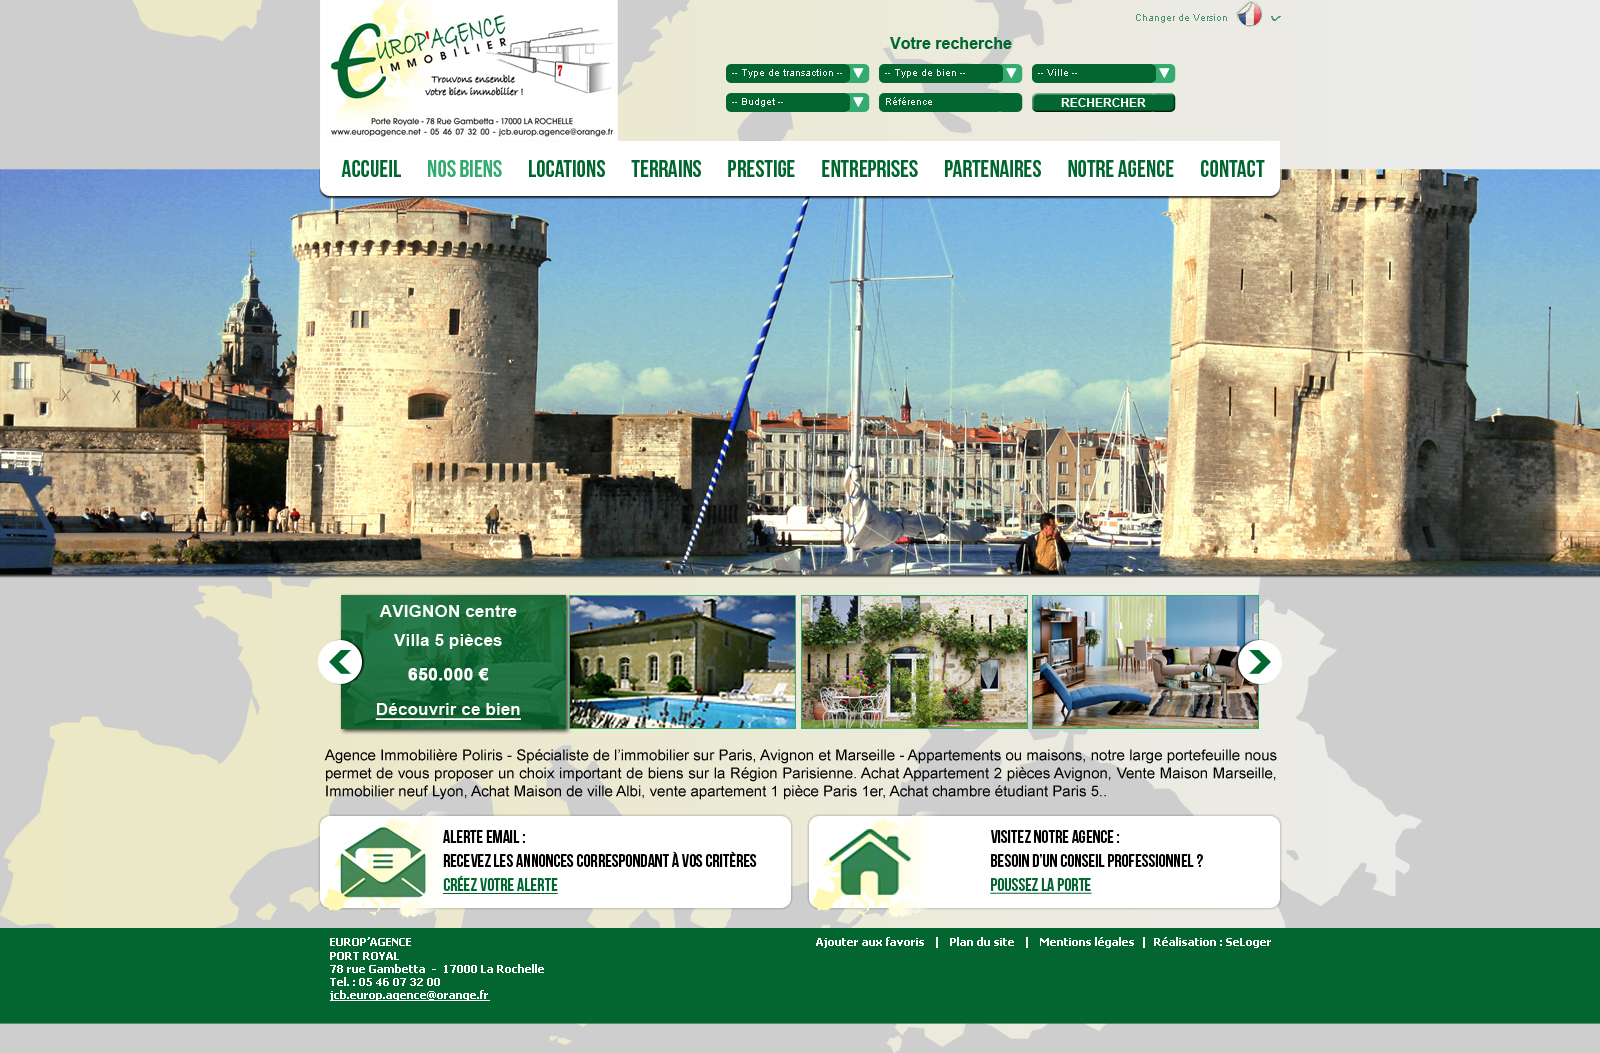 EUROP'AGENCE
IMMOBILIER
Trouvons ensemble
votre bien immobilier !
7
Porte Royale - 78 Rue Gambetta - 17000 LA ROCHELLE
www.europagence.net - 05 46 07 32 00 - jcb.europ.agence@orange.fr
Changer de Version
Votre recherche
-- Type de transaction --
-- Type de bien --
-- Ville --
-- Budget --
Référence
RECHERCHER
ACCUEIL NOS BIENS LOCATIONS TERRAINS PRESTIGE ENTREPRISES PARTENAIRES NOTRE AGENCE CONTACT
AVIGNON centre
Villa 5 pièces
650.000 €
Découvrir ce bien
Agence Immobilière Poliris - Spécialiste de l’immobilier sur Paris, Avignon et Marseille - Appartements ou maisons, notre large portefeuille nous
permet de vous proposer un choix important de biens sur la Région Parisienne. Achat Appartement 2 pièces Avignon, Vente Maison Marseille,
Immobilier neuf Lyon, Achat Maison de ville Albi, vente apartement 1 pièce Paris 1er, Achat chambre étudiant Paris 5..
ALERTE EMAIL :
RECEVEZ LES ANNONCES CORRESPONDANT À VOS CRITÈRES
CRÉEZ VOTRE ALERTE
VISITEZ NOTRE AGENCE :
BESOIN D’UN CONSEIL PROFESSIONNEL ?
POUSSEZ LA PORTE
EUROP’AGENCE
PORT ROYAL
78 rue Gambetta - 17000 La Rochelle
Tel. : 05 46 07 32 00
jcb.europ.agence@orange.fr
Ajouter aux favoris | Plan du site | Mentions légales | Réalisation : SeLoger